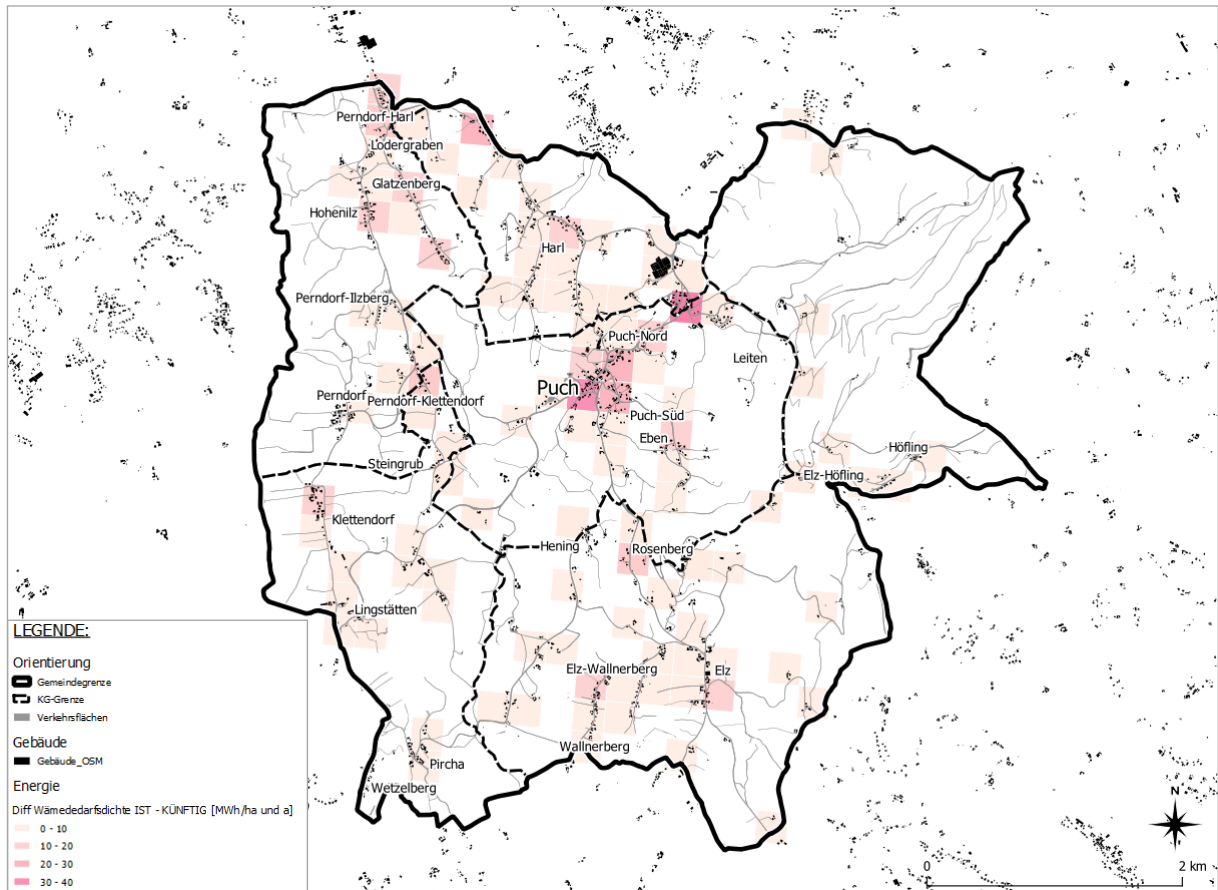 Perndorf-Harl
Lödergraben
Glatzenberg
Hohenilz
Harl
Perndorf-Ilzberg
Puch-Nord
Leiten
Puch
Perndorf
Perndorf-Klettendorf
Puch-Süd
Eben
Höfling
Steingrub
Elz-Höfling
Klettendorf
Hening
Rosenberg
Lingstätten
Elz-Wallnerberg
Elz
Wallnerberg
Pircha
Wetzelberg
LEGENDE:
Orientierung
Gemeindegrenze
KG-Grenze
Verkehrsflächen
Gebäude
Gebäude_OSM
Energie
Diff Wämededarfsdichte IST - KÜNFTIG [MWh/ha und a]
0 - 10
10 - 20
20 - 30
30 - 40
N
0 2 km